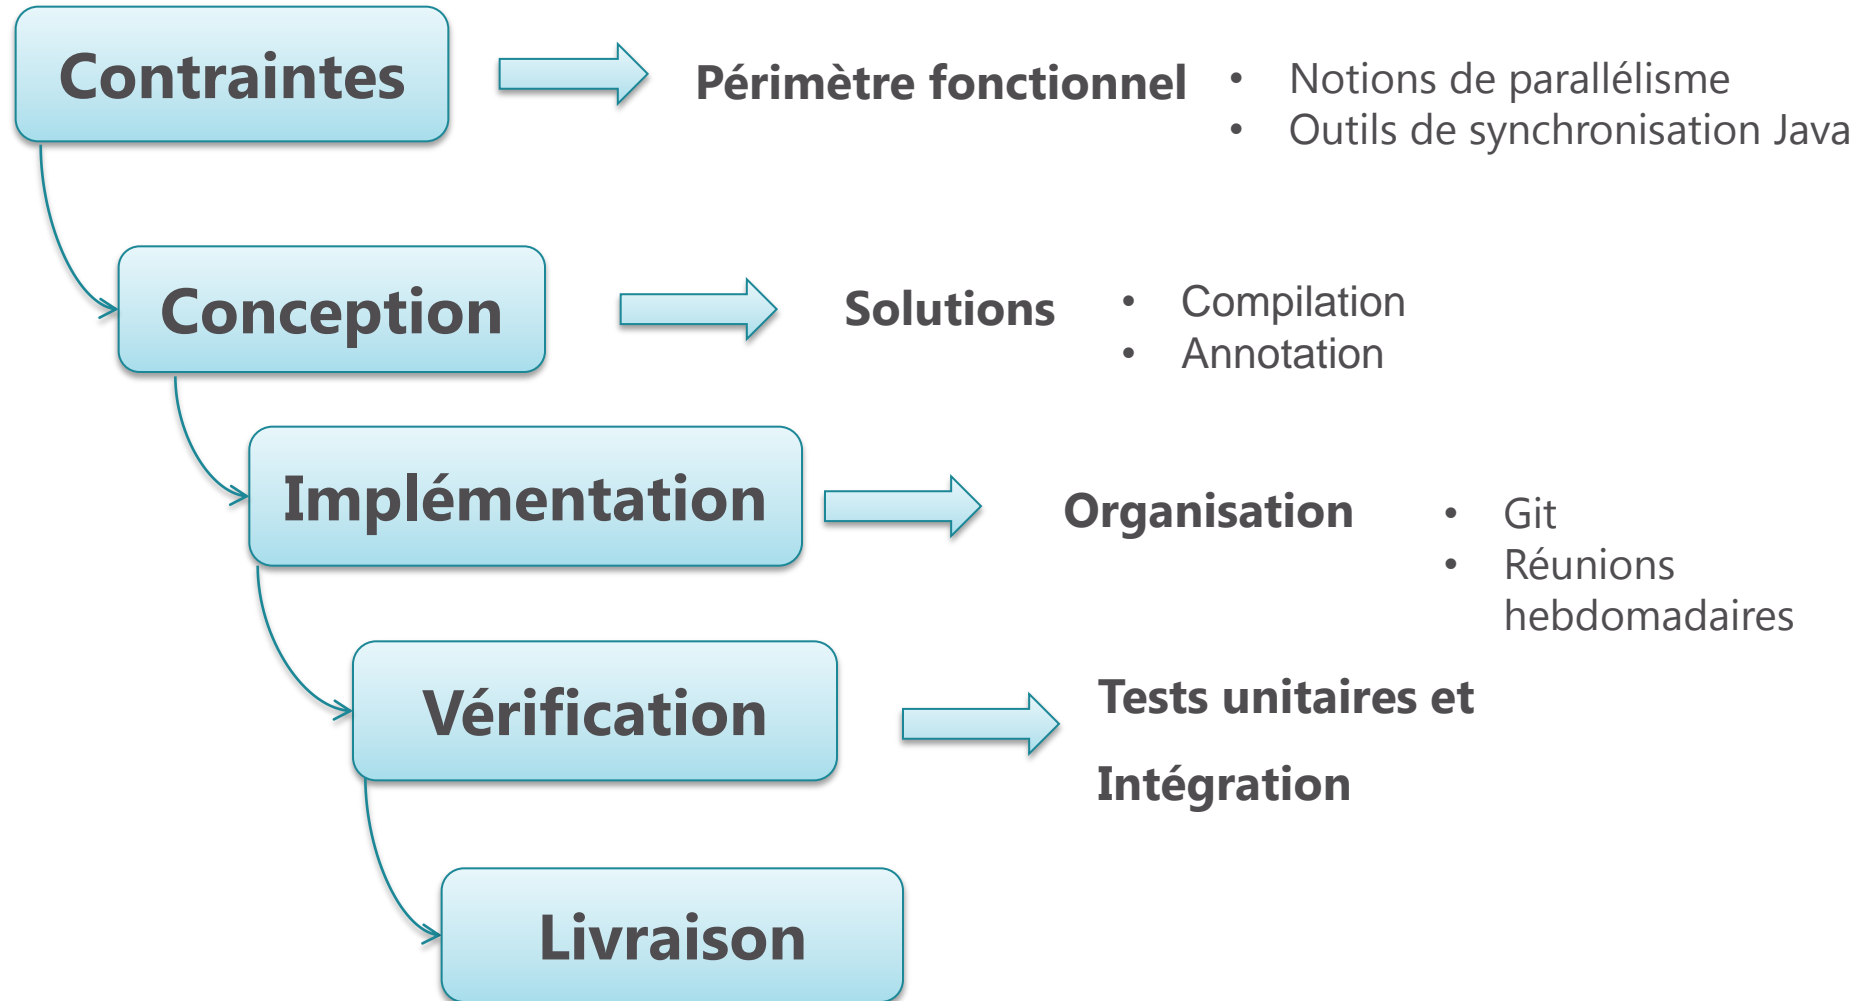 Contraintes
Périmètre fonctionnel
• Notions de parallélisme
• Outils de synchronisation Java
Conception
Solutions
• Compilation
• Annotation
Implémentation
Organisation
• Git
• Réunions
hebdomadaires
Vérification
Tests unitaires et
Intégration
Livraison